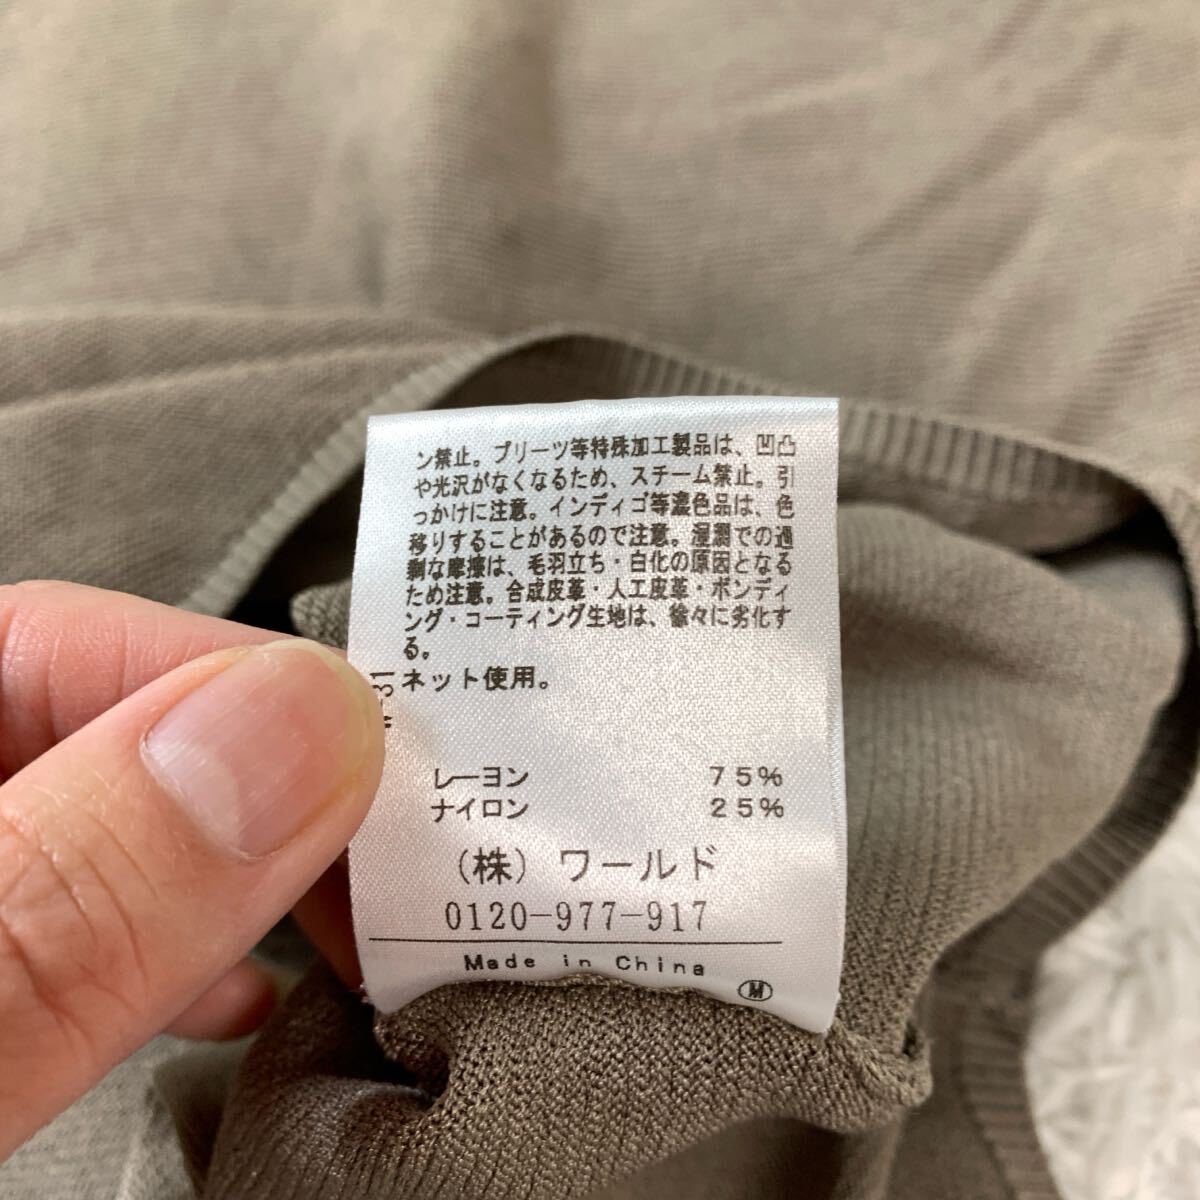 ン禁止。プリーツ等特殊加工製品は、凹凸
や光沢がなくなるため、スチーム禁止。引
っかけに注意。インディゴ等濃色品は、色
移りすることがあるので注意。湿潤での過
剰な摩擦は、毛羽立ち・白化の原因となる
ため注意。合成皮革・人工皮革・ボンディ
ング・コーティング生地は、徐々に劣化す
る。
ネット使用。
レーヨン 75%
ナイロン 25%
(株) ワールド
0120-977-917
Made in China
M